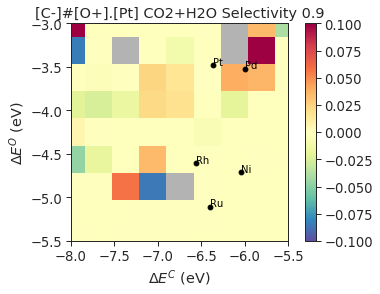 [C-]#[O+].[Pt] CO2+H2O Selectivity 0.9
−3.0
−3.5
−4.0
−4.5
−5.0
−5.5
ΔE^O (eV)
−8.0 −7.5 −7.0 −6.5 −6.0 −5.5
ΔE^C (eV)
Pt
Pd
Rh
Ni
Ru
0.100
0.075
0.050
0.025
0.000
−0.025
−0.050
−0.075
−0.100